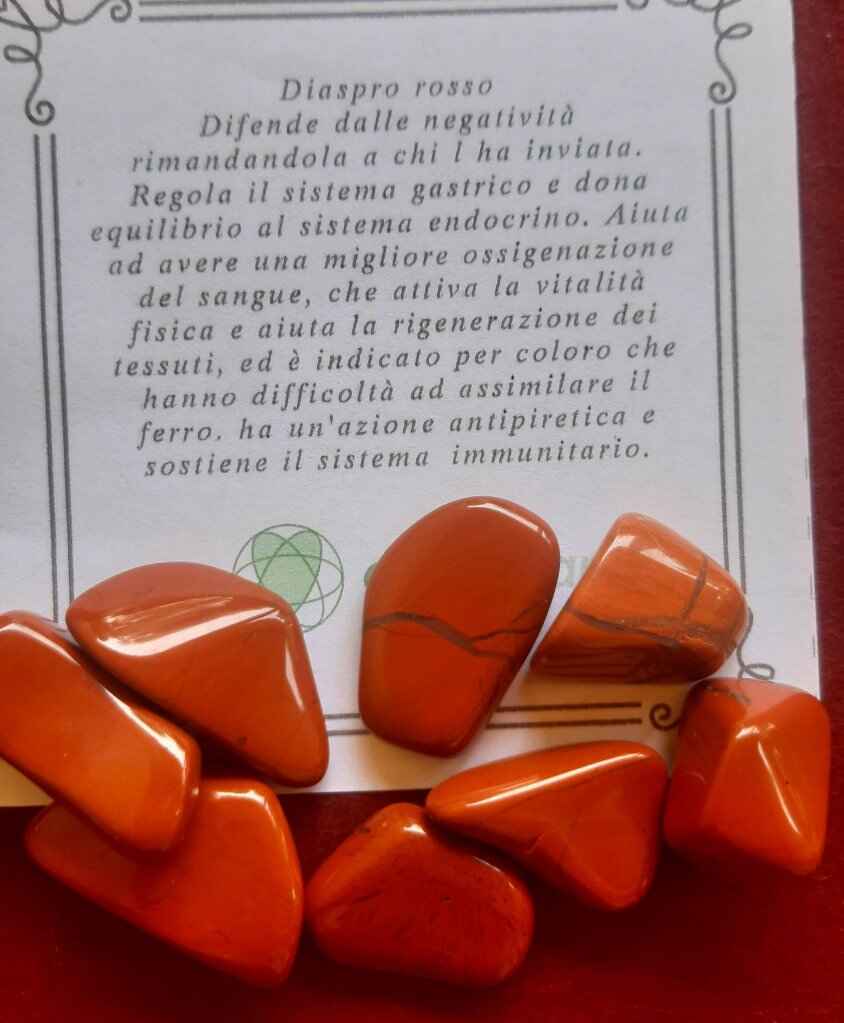 Diaspro rosso
Difende dalle negatività
rimandandola a chi l ha inviata.
Regola il sistema gastrico e dona
equilibrio al sistema endocrino. Aiuta
ad avere una migliore ossigenazione
del sangue, che attiva la vitalità
fisica e aiuta la rigenerazione dei
tessuti, ed è indicato per coloro che
hanno difficoltà ad assimilare il
ferro. ha un'azione antipiretica e
sostiene il sistema immunitario.